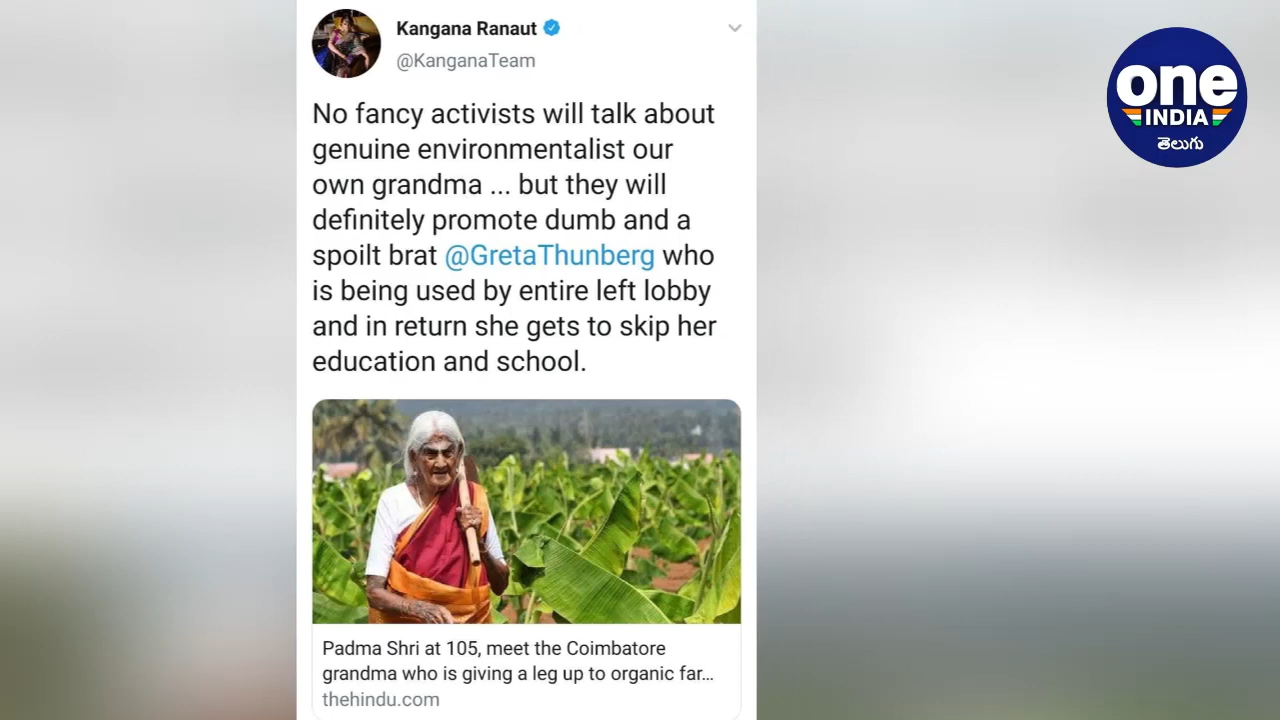 Kangana Ranaut
@KanganaTeam
No fancy activists will talk about
genuine environmentalist our
own grandma ... but they will
definitely promote dumb and a
spoilt brat @GretaThunberg who
is being used by entire left lobby
and in return she gets to skip her
education and school.
Padma Shri at 105, meet the Coimbatore
grandma who is giving a leg up to organic far...
thehindu.com
one
INDIA
తెలుగు